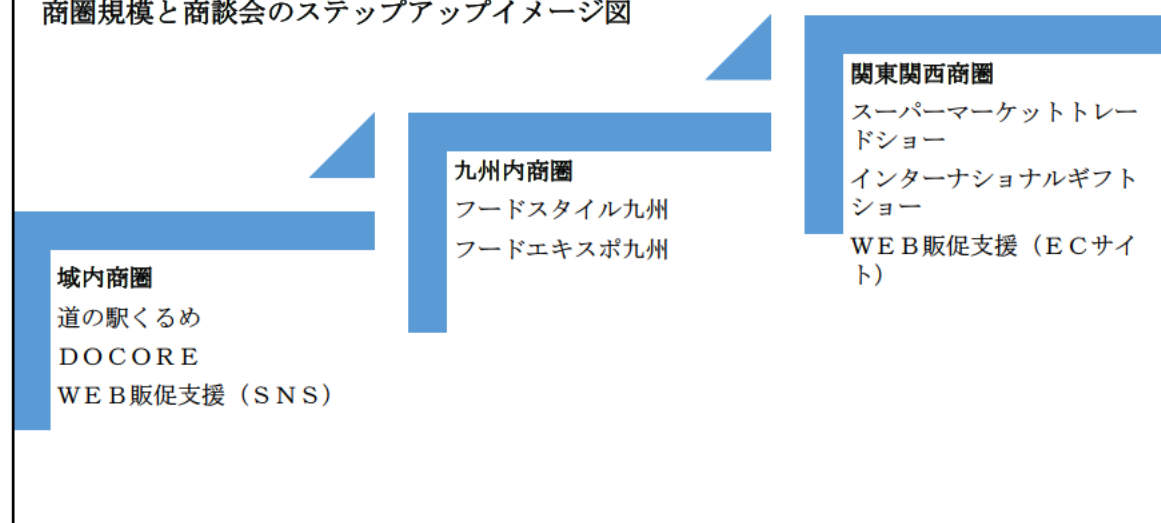 商圏規模と商談会のステップアップイメージ図
域内商圏
道の駅くるめ
ＤＯＣＯＲＥ
ＷＥＢ販促支援（ＳＮＳ）
九州内商圏
フードスタイル九州
フードエキスポ九州
関東関西商圏
スーパーマーケットトレー
ドショー
インターナショナルギフト
ショー
ＷＥＢ販促支援（ＥＣサイ
ト）